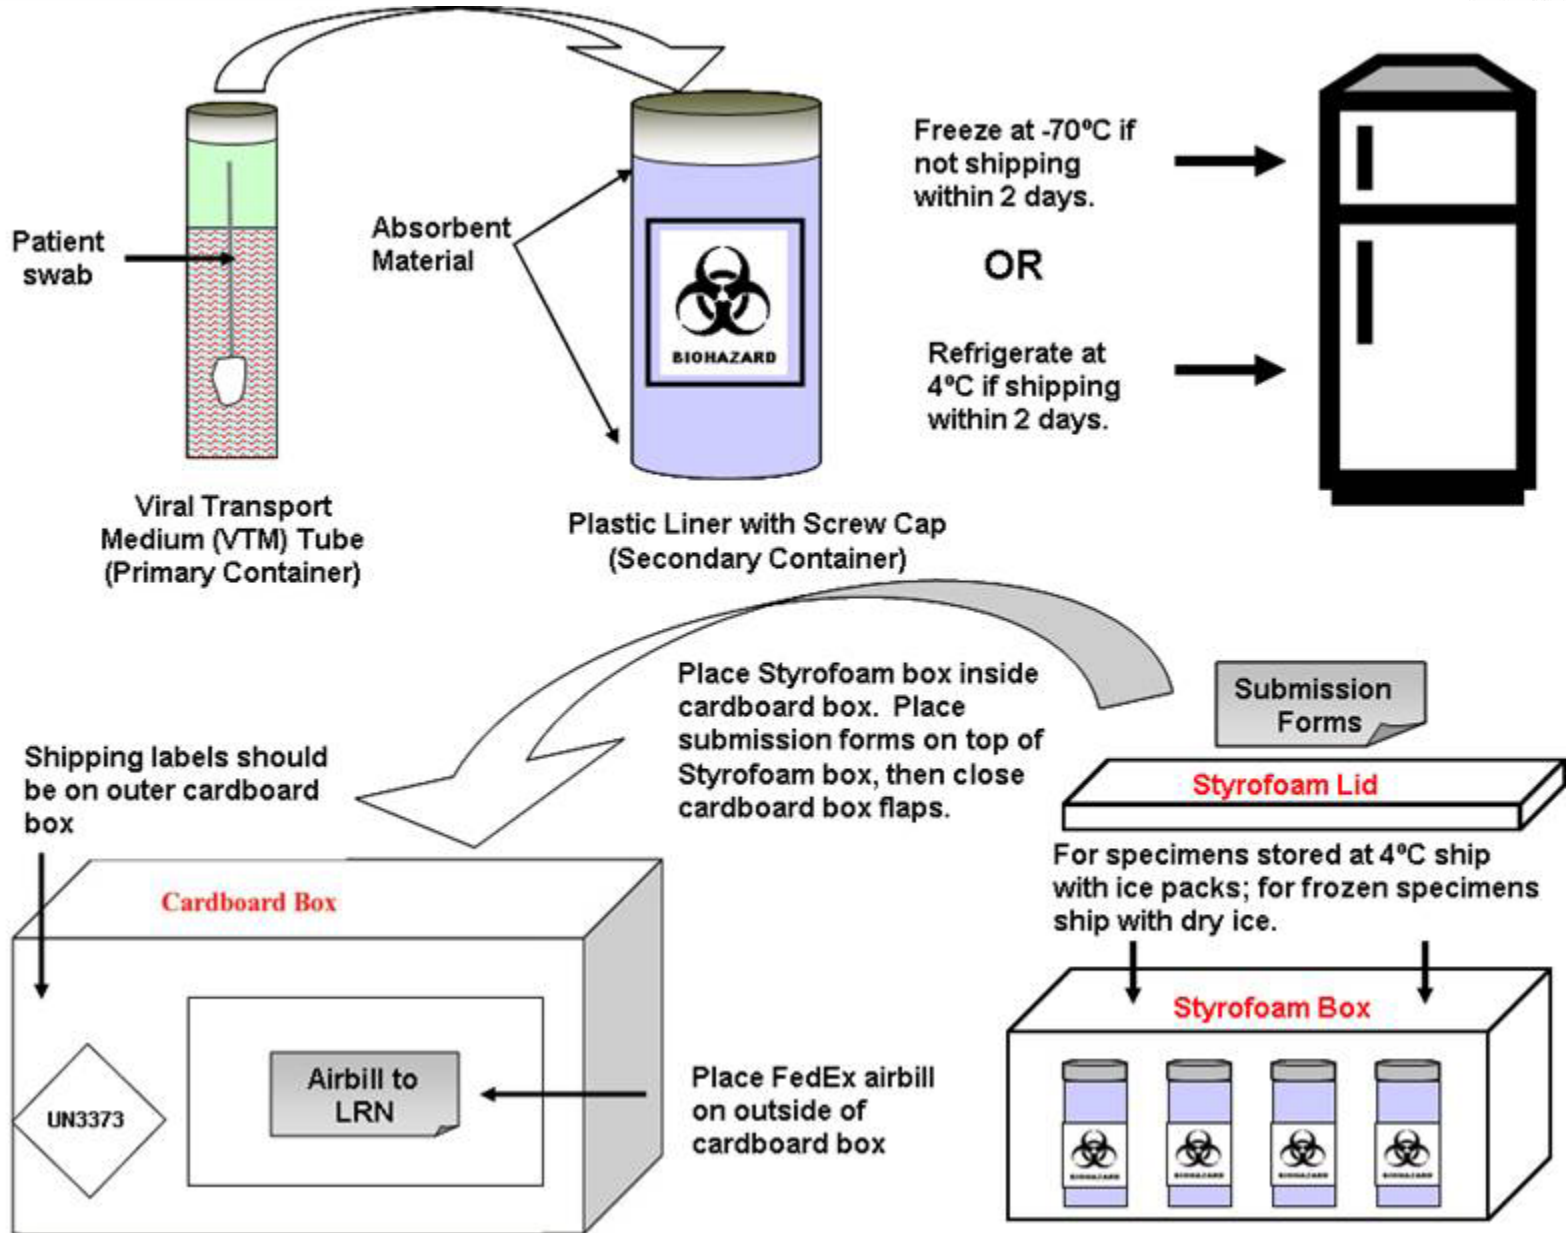 Patient
swab
Viral Transport
Medium (VTM) Tube
(Primary Container)
Absorbent
Material
BIOHAZARD
Plastic Liner with Screw Cap
(Secondary Container)
Freeze at -70ºC if
not shipping
within 2 days.
OR
Refrigerate at
4ºC if shipping
within 2 days.
Submission
Forms
Styrofoam Lid
For specimens stored at 4ºC ship
with ice packs; for frozen specimens
ship with dry ice.
Styrofoam Box
BIOHAZARD
BIOHAZARD
BIOHAZARD
BIOHAZARD
Place Styrofoam box inside
cardboard box.  Place
submission forms on top of
Styrofoam box, then close
cardboard box flaps.
Shipping labels should
be on outer cardboard
box
Cardboard Box
UN3373
Airbill to
LRN
Place FedEx airbill
on outside of
cardboard box